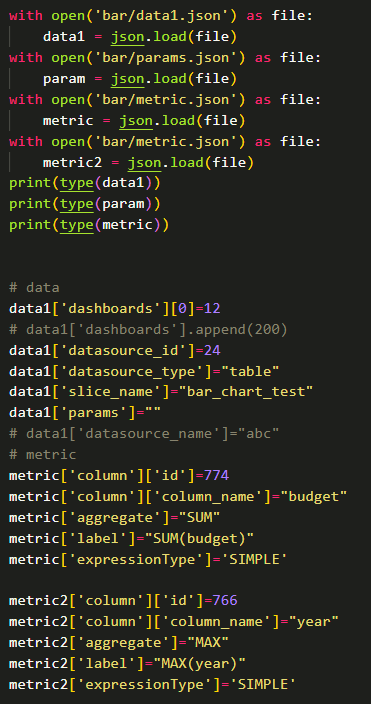 with open('bar/data1.json') as file:
    data1 = json.load(file)
with open('bar/params.json') as file:
    param = json.load(file)
with open('bar/metric.json') as file:
    metric = json.load(file)
with open('bar/metric.json') as file:
    metric2 = json.load(file)
print(type(data1))
print(type(param))
print(type(metric))
# data
data1['dashboards'][0]=12
# data1['dashboards'].append(200)
data1['datasource_id']=24
data1['datasource_type']="table"
data1['slice_name']="bar_chart_test"
data1['params']=""
# data1['datasource_name']="abc"
# metric
metric['column']['id']=774
metric['column']['column_name']="budget"
metric['aggregate']="SUM"
metric['label']="SUM(budget)"
metric['expressionType']='SIMPLE'
metric2['column']['id']=766
metric2['column']['column_name']="year"
metric2['aggregate']="MAX"
metric2['label']="MAX(year)"
metric2['expressionType']='SIMPLE'